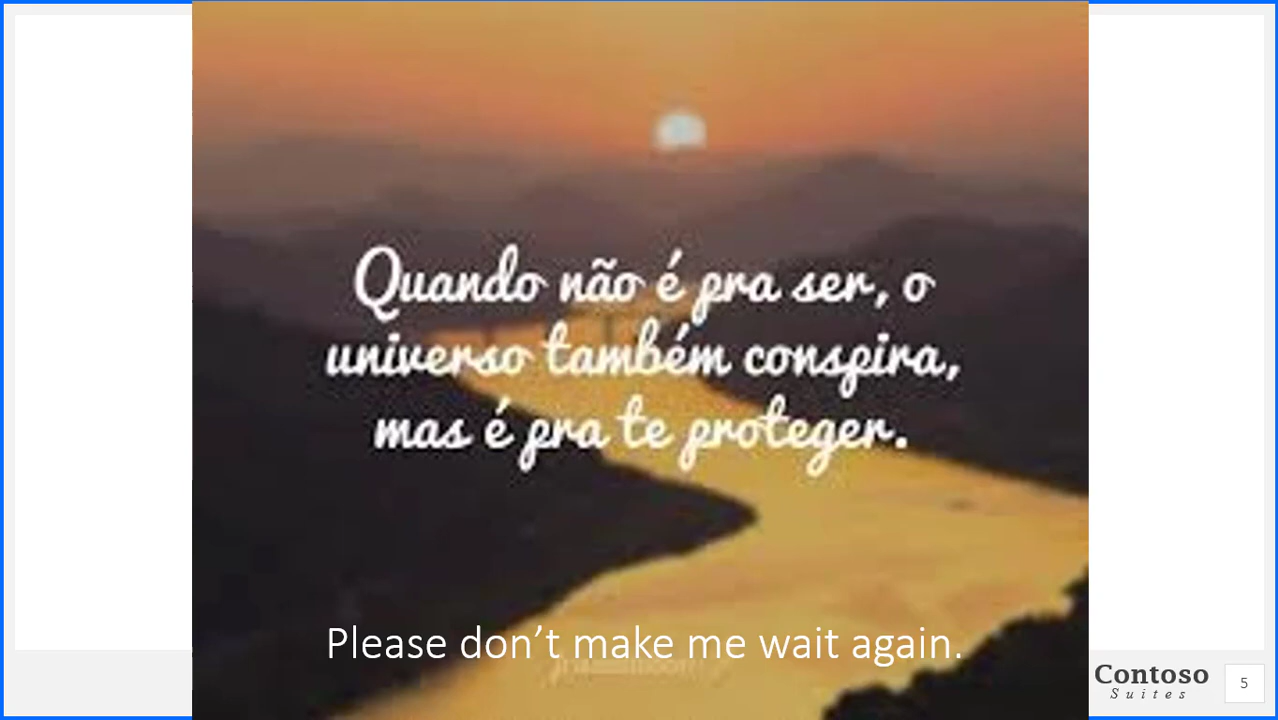 Quando não é pra ser, o
universo também conspira,
mas é pra te proteger.
Please don’t make me wait again.
Contoso
Suites
5